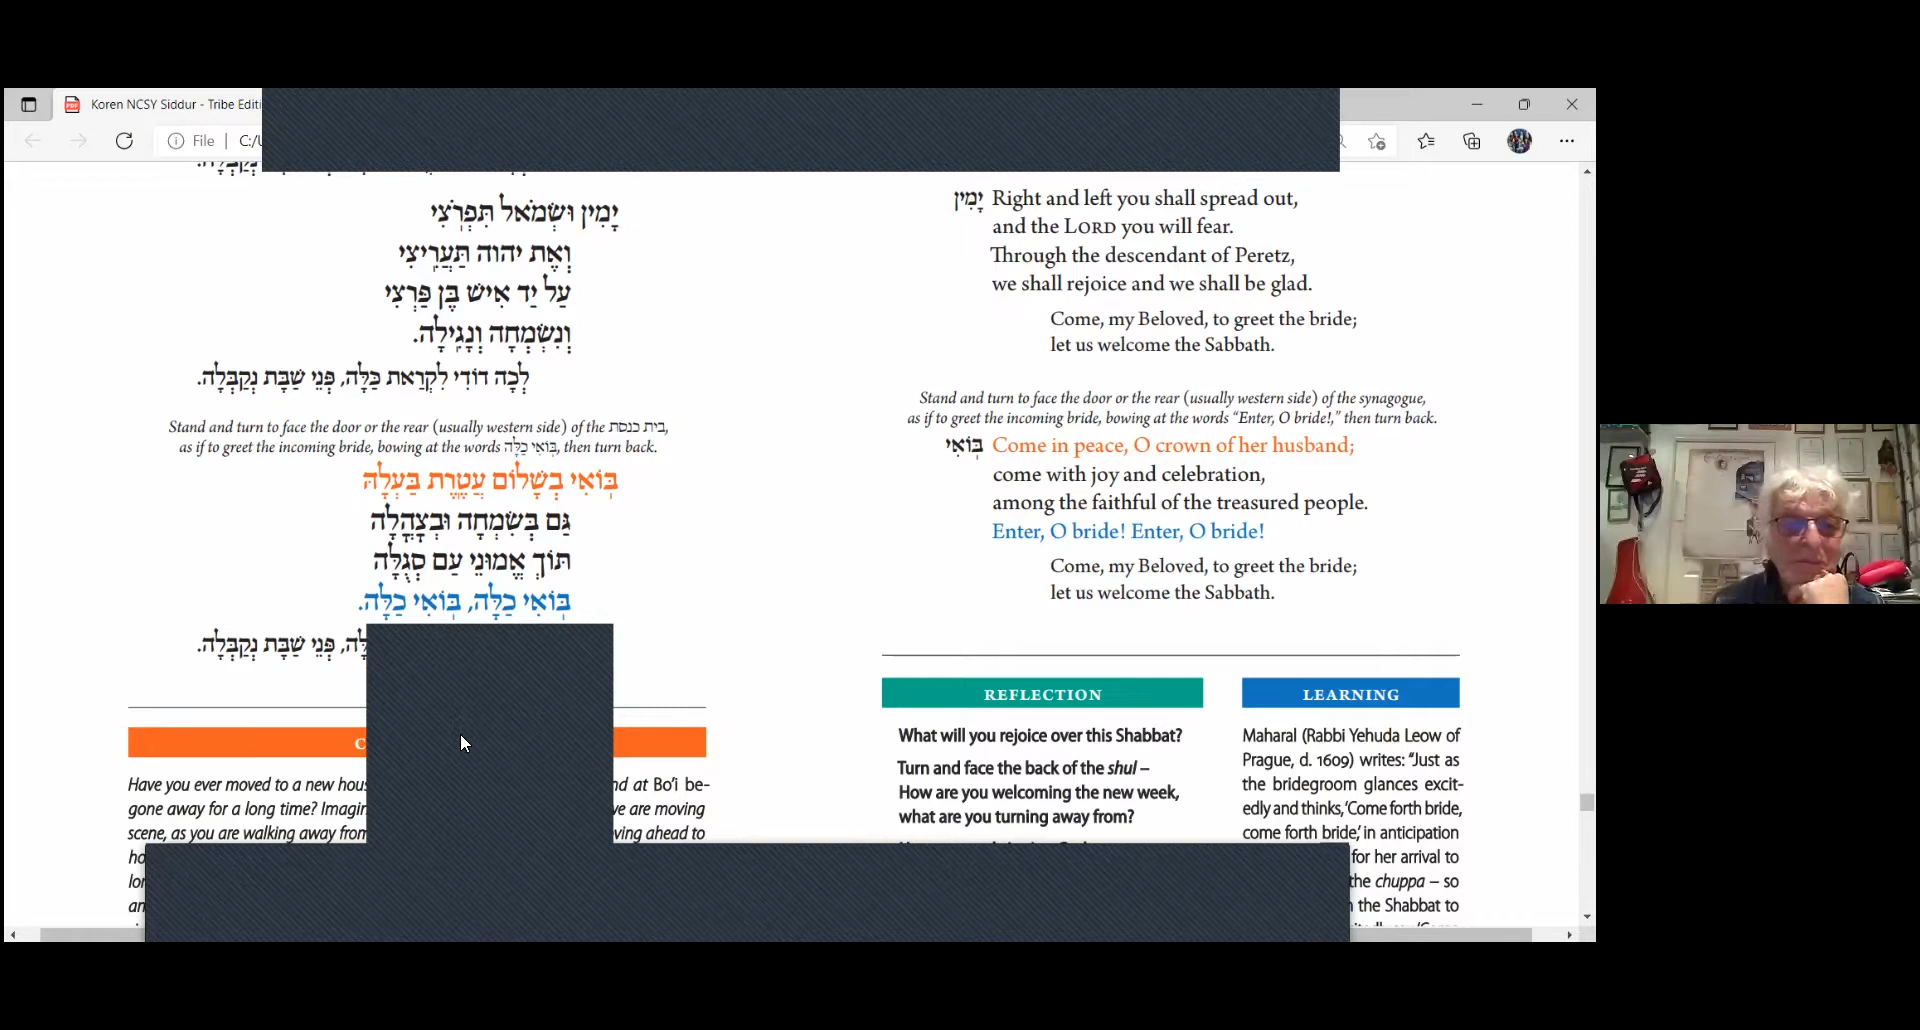 Koren NCSY Siddur - Tribe Editi
File | C:/
יָמִין וּשְׂמֹאל תִּפְרֹצִי
וְאֶת יהוה תַּעֲרִיצִי
עַל יַד אִישׁ בֶּן פַּרְצִי
וְנִשְׂמְחָה וְנָגִילָה.
לְכָה דוֹדִי לִקְרַאת כַּלָּה, פְּנֵי שַׁבָּת נְקַבְּלָה.
Stand and turn to face the door or the rear (usually western side) of the בית כנסת,
as if to greet the incoming bride, bowing at the words בְּוֹאִי כַלָּה, then turn back.
בְּוֹאִי בְשָׁלוֹם עֲטֶרֶת בַּעְלָהּ
גַּם בְּשִׂמְחָה וּבְצָהֳלָה
תּוֹךְ אֱמוּנֵי עַם סְגֻלָּה
בְּוֹאִי כַלָּה, בְּוֹאִי כַלָּה.
פְּנֵי שַׁבָּת נְקַבְּלָה.
Have you ever moved to a new hous
nd at Bo'i be-
gone away for a long time? Imagin
we are moving
scene, as you are walking away from
ving ahead to
יָמִין Right and left you shall spread out,
and the LORD you will fear.
Through the descendant of Peretz,
we shall rejoice and we shall be glad.
Come, my Beloved, to greet the bride;
let us welcome the Sabbath.
Stand and turn to face the door or the rear (usually western side) of the synagogue,
as if to greet the incoming bride, bowing at the words “Enter, O bride!,” then turn back.
בְּוֹאִי Come in peace, O crown of her husband;
come with joy and celebration,
among the faithful of the treasured people.
Enter, O bride! Enter, O bride!
Come, my Beloved, to greet the bride;
let us welcome the Sabbath.
REFLECTION
What will you rejoice over this Shabbat?
Turn and face the back of the shul –
How are you welcoming the new week,
what are you turning away from?
LEARNING
Maharal (Rabbi Yehuda Leow of
Prague, d. 1609) writes: “Just as
the bridegroom glances excit-
edly and thinks, ‘Come forth bride,
come forth bride,’ in anticipation
for her arrival to
the chuppa – so
the Shabbat to